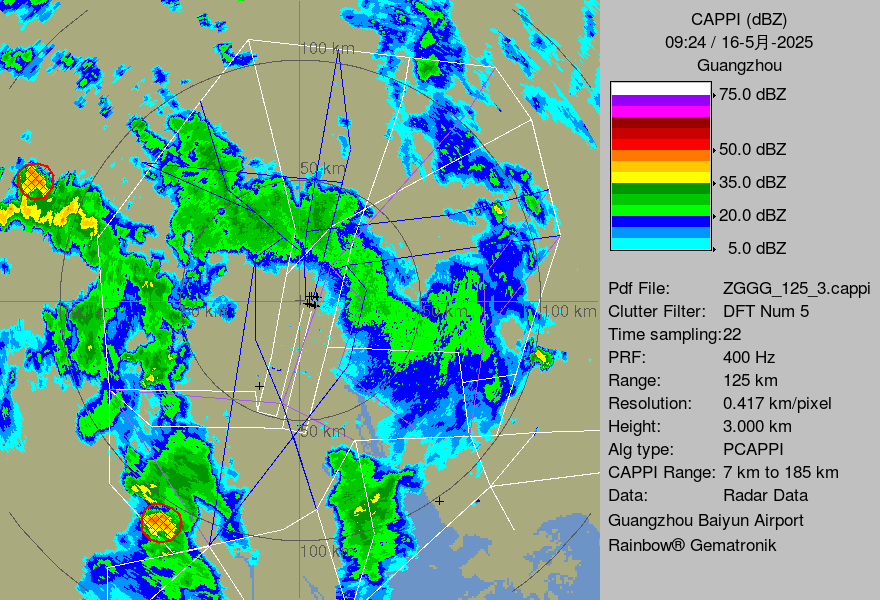 CAPPI (dBZ)
09:24 / 16-5月-2025
Guangzhou
75.0 dBZ
50.0 dBZ
35.0 dBZ
20.0 dBZ
5.0 dBZ
Pdf File: ZGGG_125_3.cappi
Clutter Filter: DFT Num 5
Time sampling:22
PRF: 400 Hz
Range: 125 km
Resolution: 0.417 km/pixel
Height: 3.000 km
Alg type: PCAPPI
CAPPI Range: 7 km to 185 km
Data: Radar Data
Guangzhou Baiyun Airport
Rainbow® Gematronik
100 km
50 km
100 km
50 km
50 km
100 km
50 km
100 km